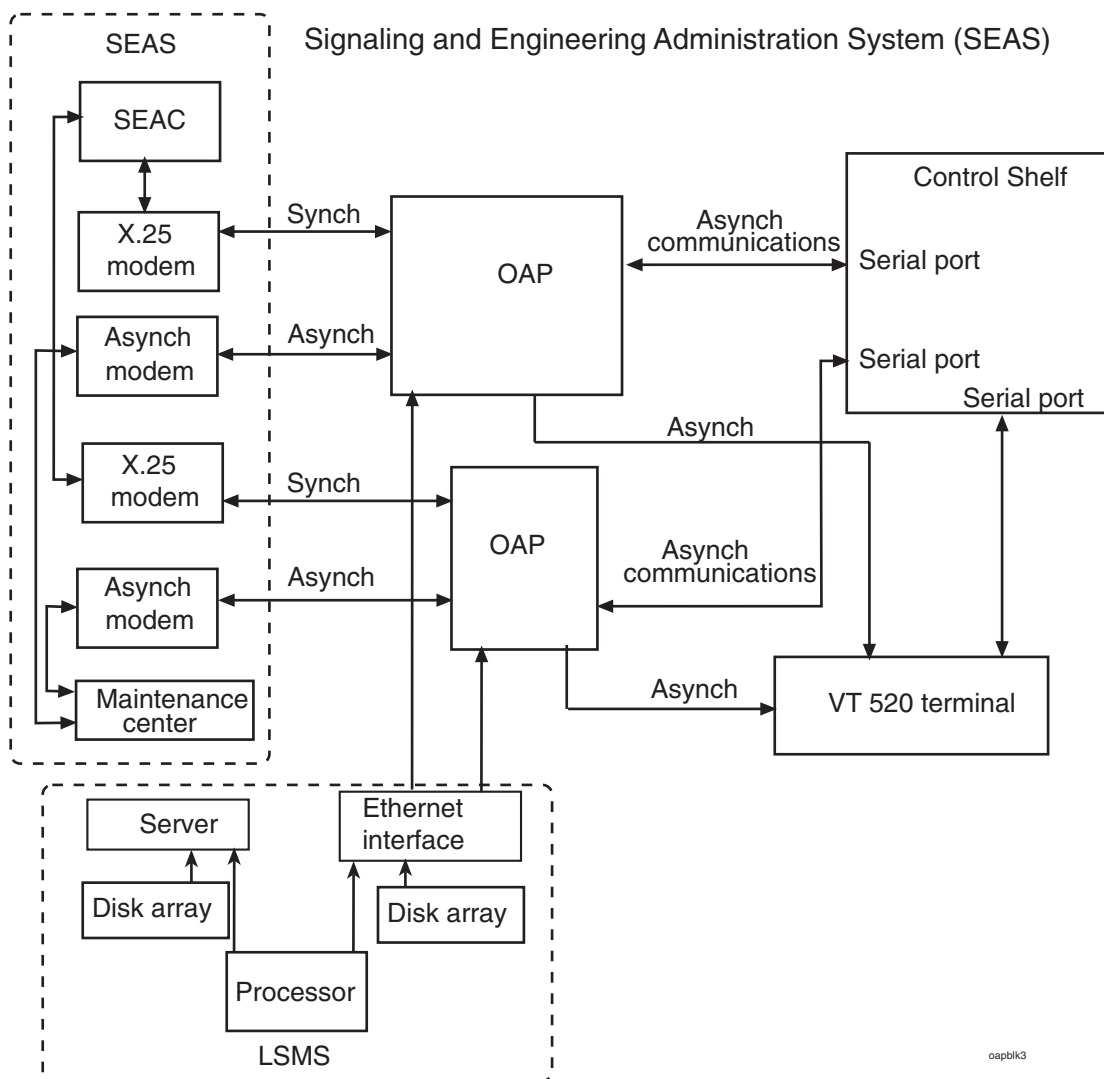 SEAS
Signaling and Engineering Administration System (SEAS)
SEAC
X.25
modem
Synch
OAP
Asynch
communications
Control Shelf
Serial port
Asynch
modem
Asynch
Serial port
Serial port
Asynch
X.25
modem
Synch
OAP
Asynch
communications
Asynch
modem
Asynch
Maintenance
center
Asynch
VT 520 terminal
Server
Ethernet
interface
Disk array
Disk array
Processor
LSMS
oapblk3